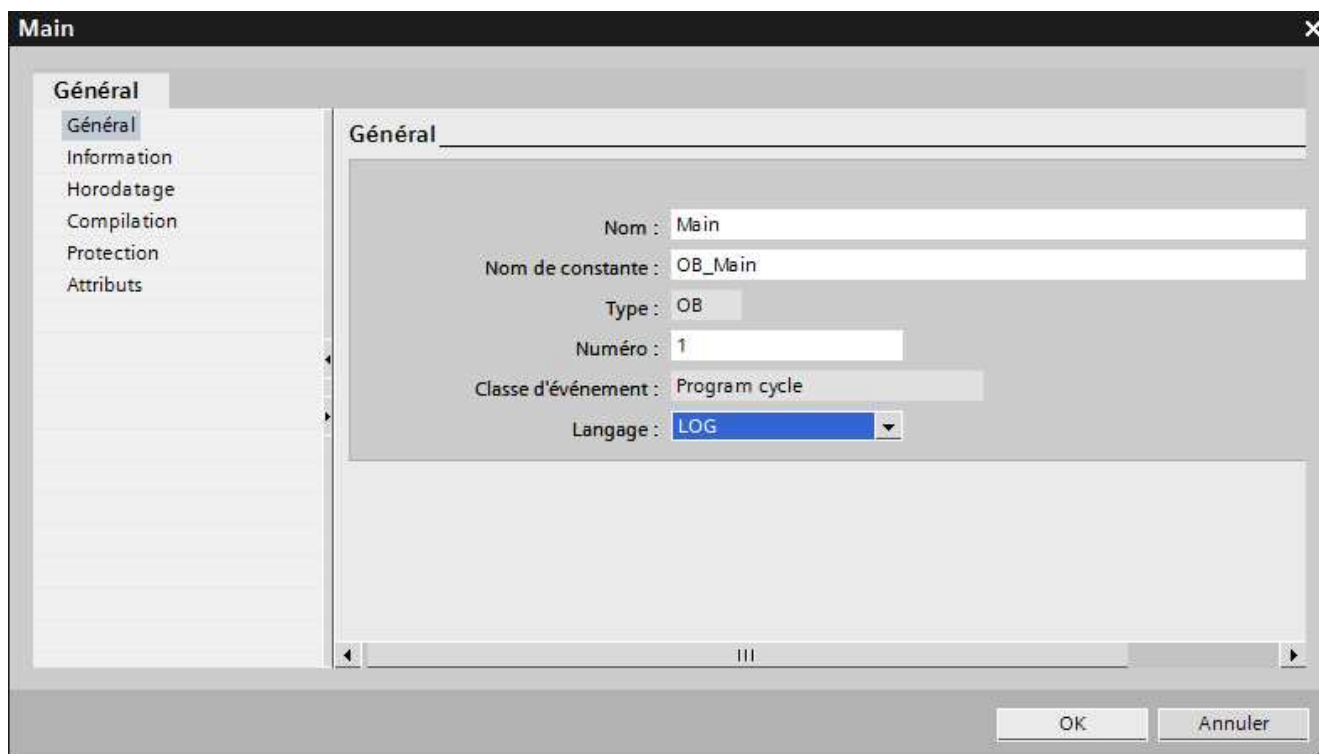 Main
Général
Général
Information
Horodatage
Compilation
Protection
Attributs
Général
Nom : Main
Nom de constante : OB_Main
Type : OB
Numéro : 1
Classe d'événement : Program cycle
Langage : LOG
OK Annuler